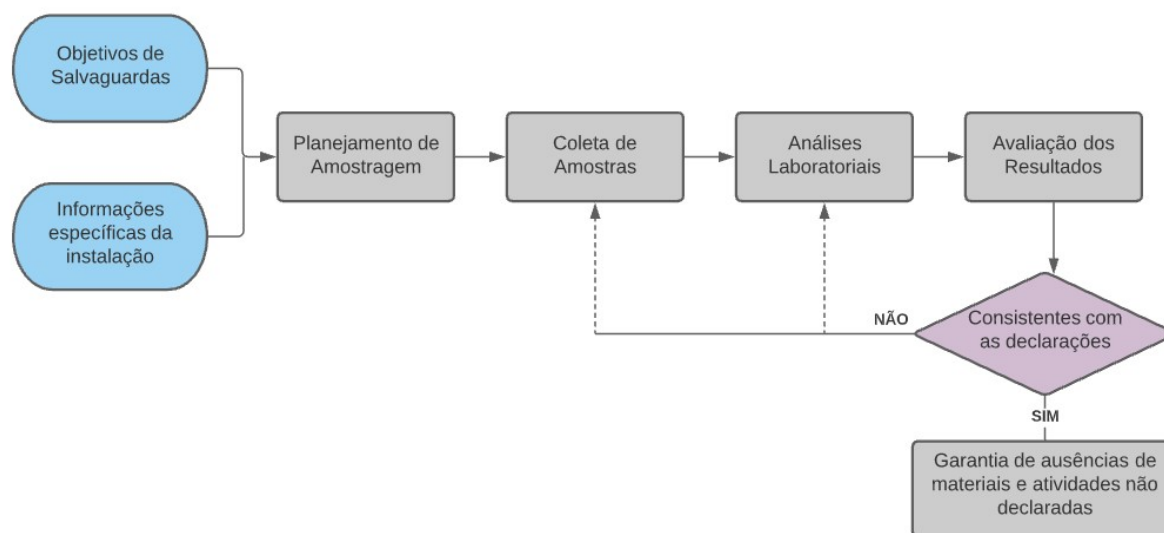 Objetivos de
Salvaguardas
Informações
específicas da
instalação
Planejamento de
Amostragem
Coleta de
Amostras
Análises
Laboratoriais
Avaliação dos
Resultados
NÃO
Consistentes com
as declarações
SIM
Garantia de ausências de
materiais e atividades não
declaradas